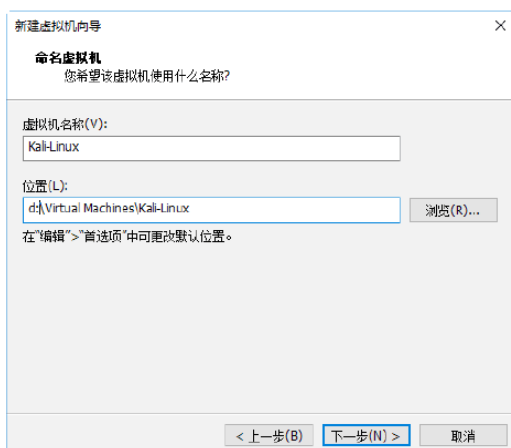 新建虚拟机向导
命名虚拟机
您希望该虚拟机使用什么名称?
虚拟机名称(V):
Kali-Linux
位置(L):
d:\Virtual Machines\Kali-Linux
浏览(R)...
在"编辑">"首选项"中可更改默认位置。
< 上一步(B)
下一步(N) >
取消